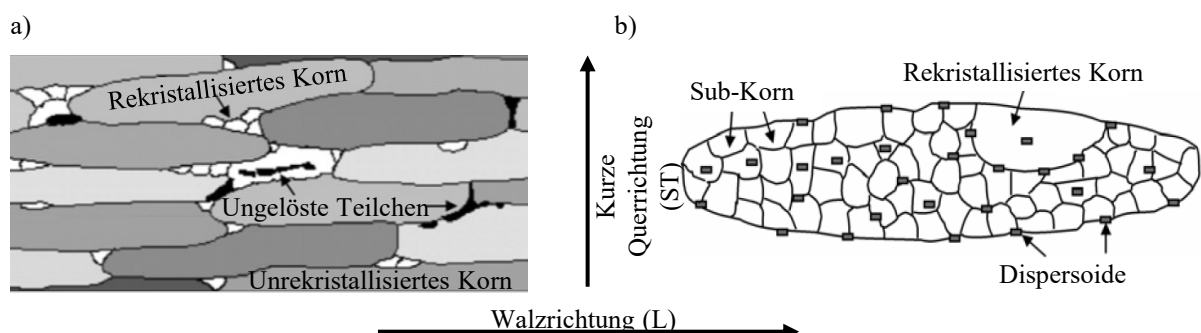 a)
Rekristallisiertes Korn
Ungelöste Teilchen
Unrekristallisiertes Korn
Kurze
Querrichtung
(ST)
b)
Rekristallisiertes Korn
Sub-Korn
Dispersoide
Walzrichtung (L)